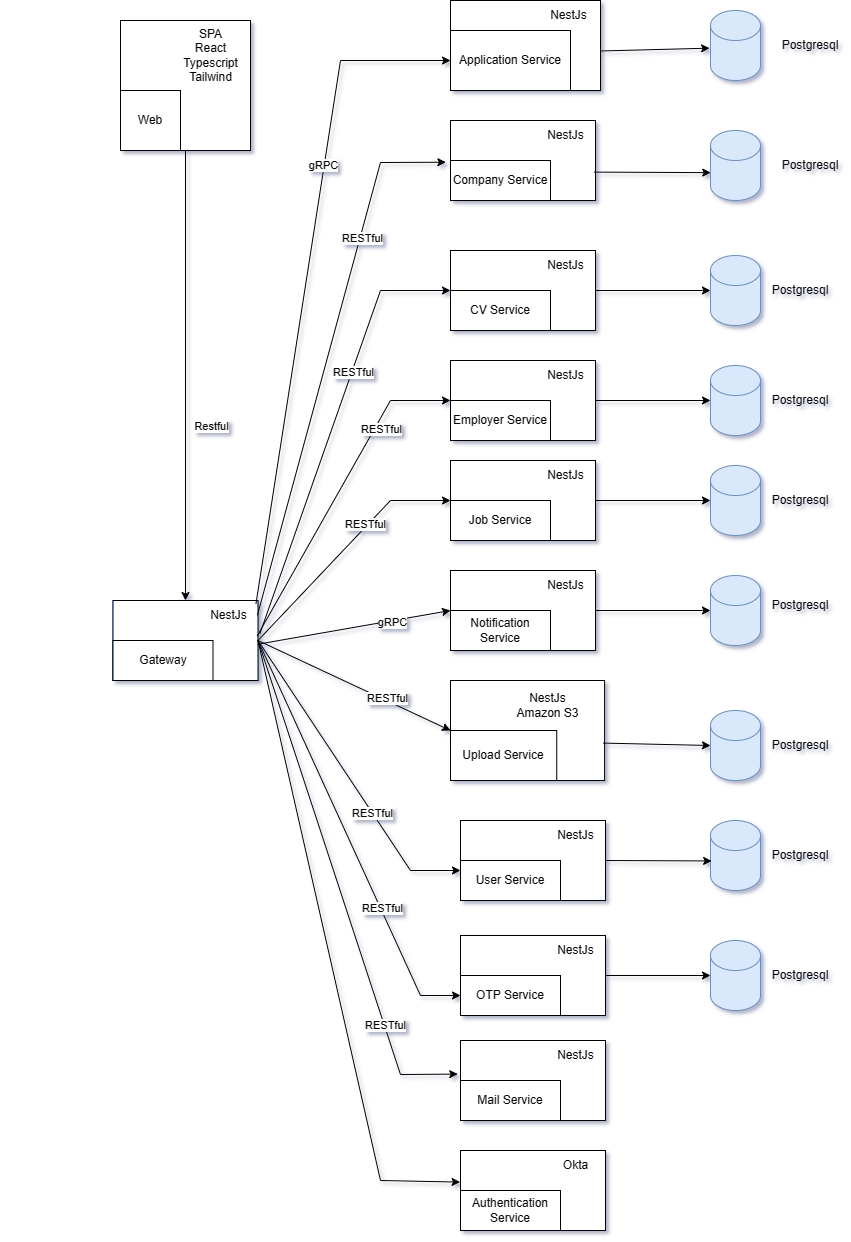 SPA
React
Typescript
Tailwind
Web
Restful
NestJs
Gateway
gRPC
NestJs
Application Service
Postgresql
RESTful
NestJs
Company Service
Postgresql
RESTful
NestJs
CV Service
Postgresql
RESTful
NestJs
Employer Service
Postgresql
RESTful
NestJs
Job Service
Postgresql
gRPC
NestJs
Notification
Service
Postgresql
RESTful
NestJs
Amazon S3
Upload Service
Postgresql
RESTful
NestJs
User Service
Postgresql
RESTful
NestJs
OTP Service
Postgresql
RESTful
NestJs
Mail Service
Okta
Authentication
Service